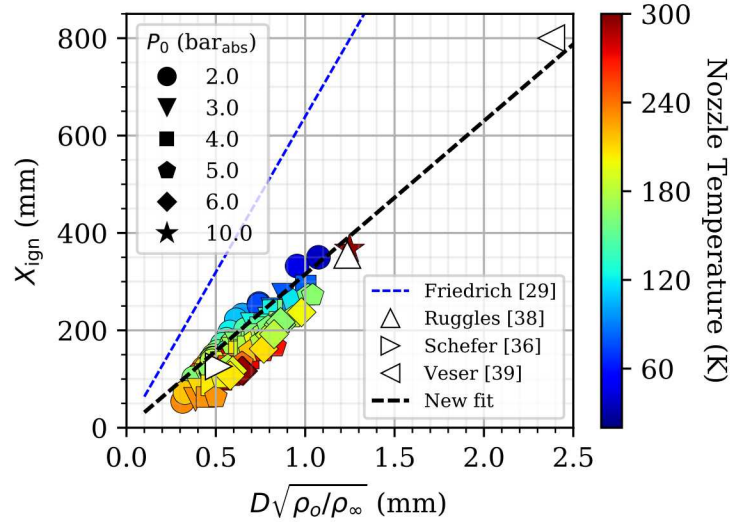 800
600
400
200
0
X_ign (mm)
P_0 (bar_abs)
2.0
3.0
4.0
5.0
6.0
10.0
Friedrich [29]
Ruggles [38]
Schefer [36]
Veser [39]
New fit
0.0 0.5 1.0 1.5 2.0 2.5
D√ρ_o/ρ_∞ (mm)
300
240
180
120
60
Nozzle Temperature (K)